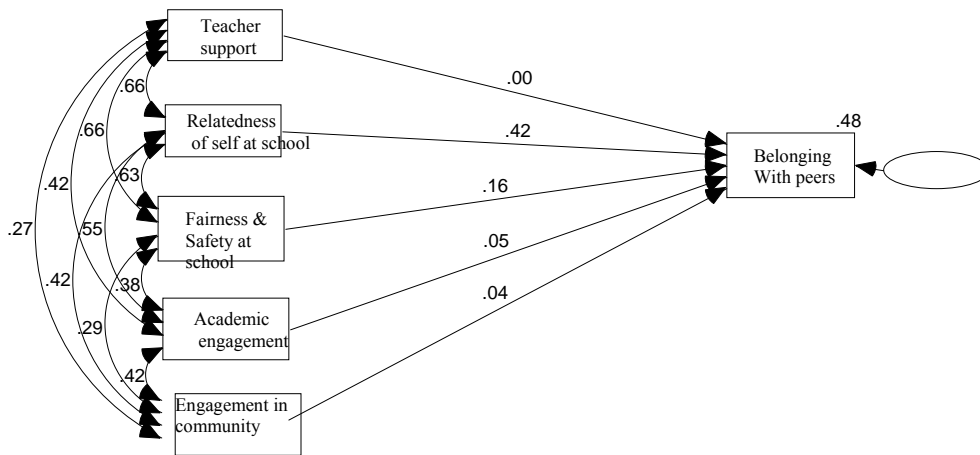 Teacher
support
.00
.66
Relatedness
of self at school
.42
.48
Belonging
With peers
.66
.63
.16
.42
Fairness &
Safety at
school
.55
.27
.05
.42
.38
Academic
engagement
.04
.29
.42
Engagement in
community